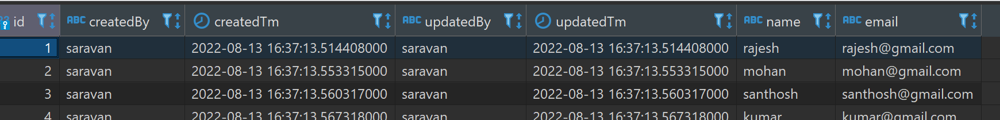 id ABC createdBy createdTm ABC updatedBy updatedTm ABC name ABC email
1 saravan 2022-08-13 16:37:13.514408000 saravan 2022-08-13 16:37:13.514408000 rajesh rajesh@gmail.com
2 saravan 2022-08-13 16:37:13.553315000 saravan 2022-08-13 16:37:13.553315000 mohan mohan@gmail.com
3 saravan 2022-08-13 16:37:13.560317000 saravan 2022-08-13 16:37:13.560317000 santhosh santhosh@gmail.com
4 saravan 2022-08-13 16:37:13.567318000 saravan 2022-08-13 16:37:13.567318000 kumar kumar@gmail.com